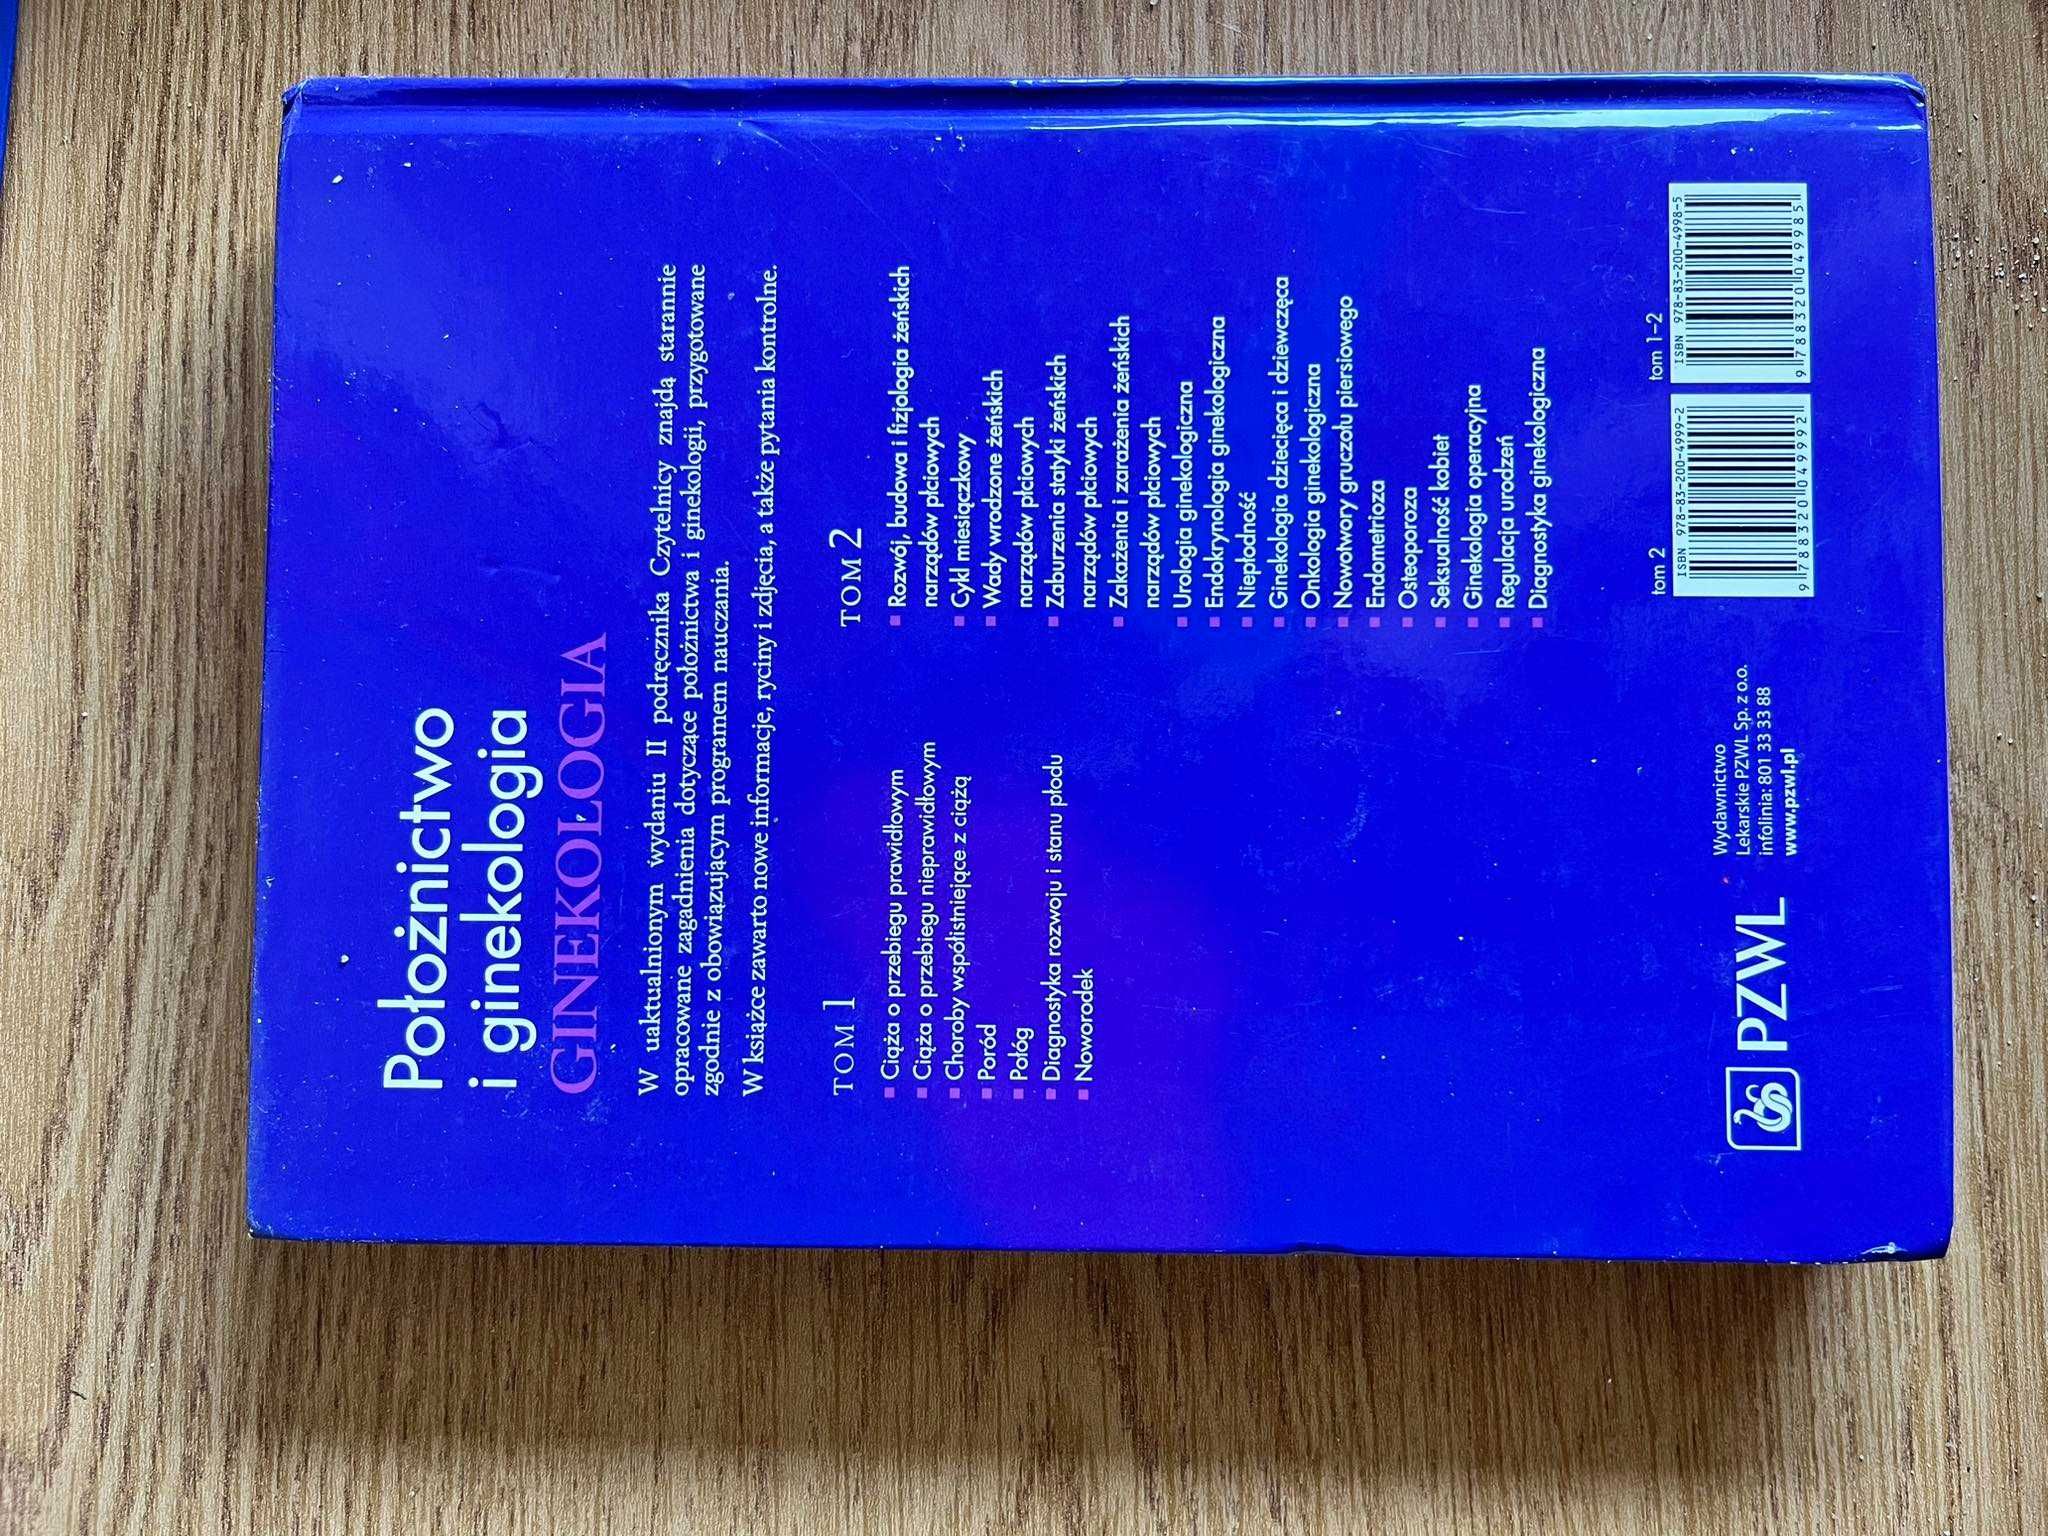 Położnictwo
i ginekologia
GINEKOLOGIA
W uaktualnionym wydaniu II podręcznika Czytelnicy znajdą starannie
opracowane zagadnienia dotyczące położnictwa i ginekologii, przygotowane
zgodnie z obowiązującym programem nauczania.
W książce zawarto nowe informacje, ryciny i zdjęcia, a także pytania kontrolne.
TOM 1
Ciąża o przebiegu prawidłowym
Ciąża o przebiegu nieprawidłowym
Choroby współistniejące z ciążą
Poród
Połóg
Diagnostyka rozwoju i stanu płodu
Noworodek
TOM 2
Rozwój, budowa i fizjologia żeńskich
narządów płciowych
Cykl miesiączkowy
Wady wrodzone żeńskich
narządów płciowych
Zaburzenia statyki żeńskich
narządów płciowych
Zakażenia i zarażenia żeńskich
narządów płciowych
Urologia ginekologiczna
Endokrynologia ginekologiczna
Niepłodność
Ginekologia dziecięca i dziewczęca
Onkologia ginekologiczna
Nowotwory gruczołu piersiowego
Endometrioza
Osteoporoza
Seksualność kobiet
Ginekologia operacyjna
Regulacja urodzeń
Diagnostyka ginekologiczna
PZWL
Wydawnictwo
Lekarskie PZWL Sp. z o.o.
infolinia: 801 33 33 88
www.pzwl.pl
tom 2
ISBN 978-83-200-4999-2
9 788320 049992
tom 1-2
ISBN 978-83-200-4998-5
9 788320 049985